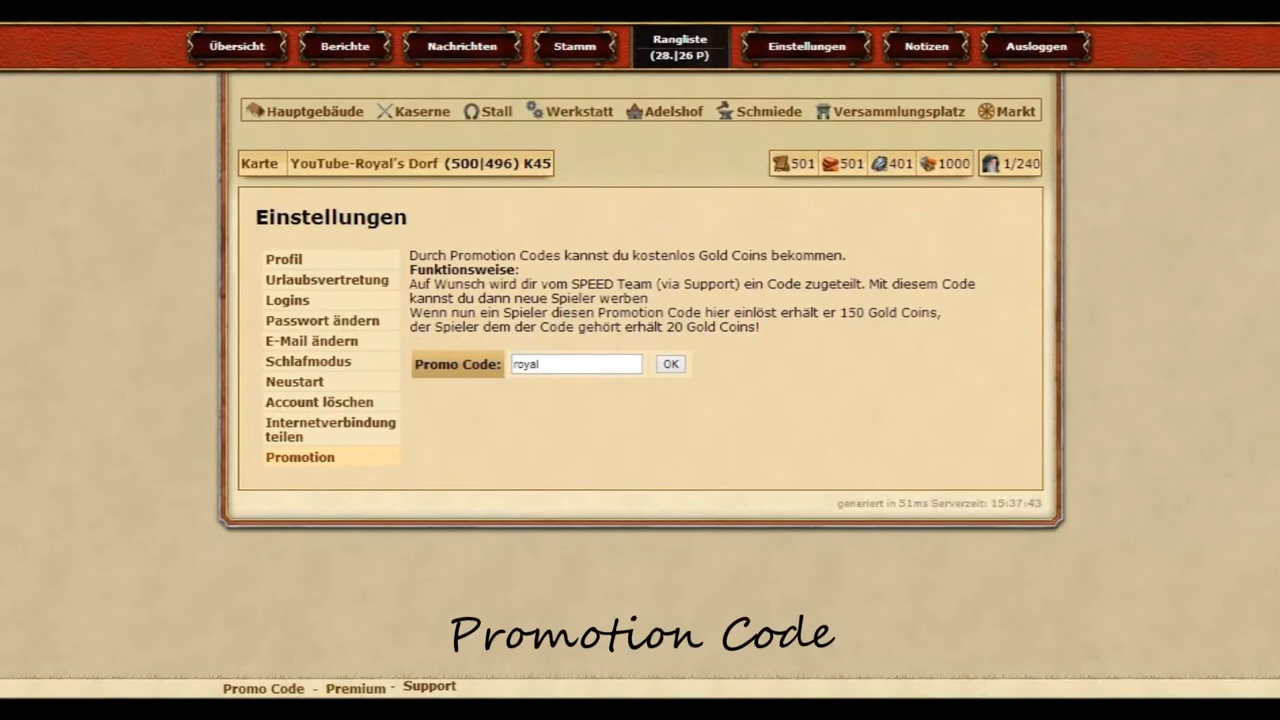 Übersicht Berichte Nachrichten Stamm Rangliste Einstellungen Notizen Ausloggen
(28.|26 P)
Hauptgebäude Kaserne Stall Werkstatt Adelshof Schmiede Versammlungsplatz Markt
Karte YouTube-Royal's Dorf (500|496) K45 501 501 401 1000 1/240
Einstellungen
Profil
Urlaubsvertretung
Logins
Passwort ändern
E-Mail ändern
Schlafmodus
Neustart
Account löschen
Internetverbindung
teilen
Promotion
Durch Promotion Codes kannst du kostenlos Gold Coins bekommen.
Funktionsweise:
Auf Wunsch wird dir vom SPEED Team (via Support) ein Code zugeteilt. Mit diesem Code
kannst du dann neue Spieler werben
Wenn nun ein Spieler diesen Promotion Code hier einlöst erhält er 150 Gold Coins,
der Spieler dem der Code gehört erhält 20 Gold Coins!
Promo Code: royal OK
generiert in 51ms Serverzeit: 15:37:43
Promotion Code
Promo Code - Premium - Support